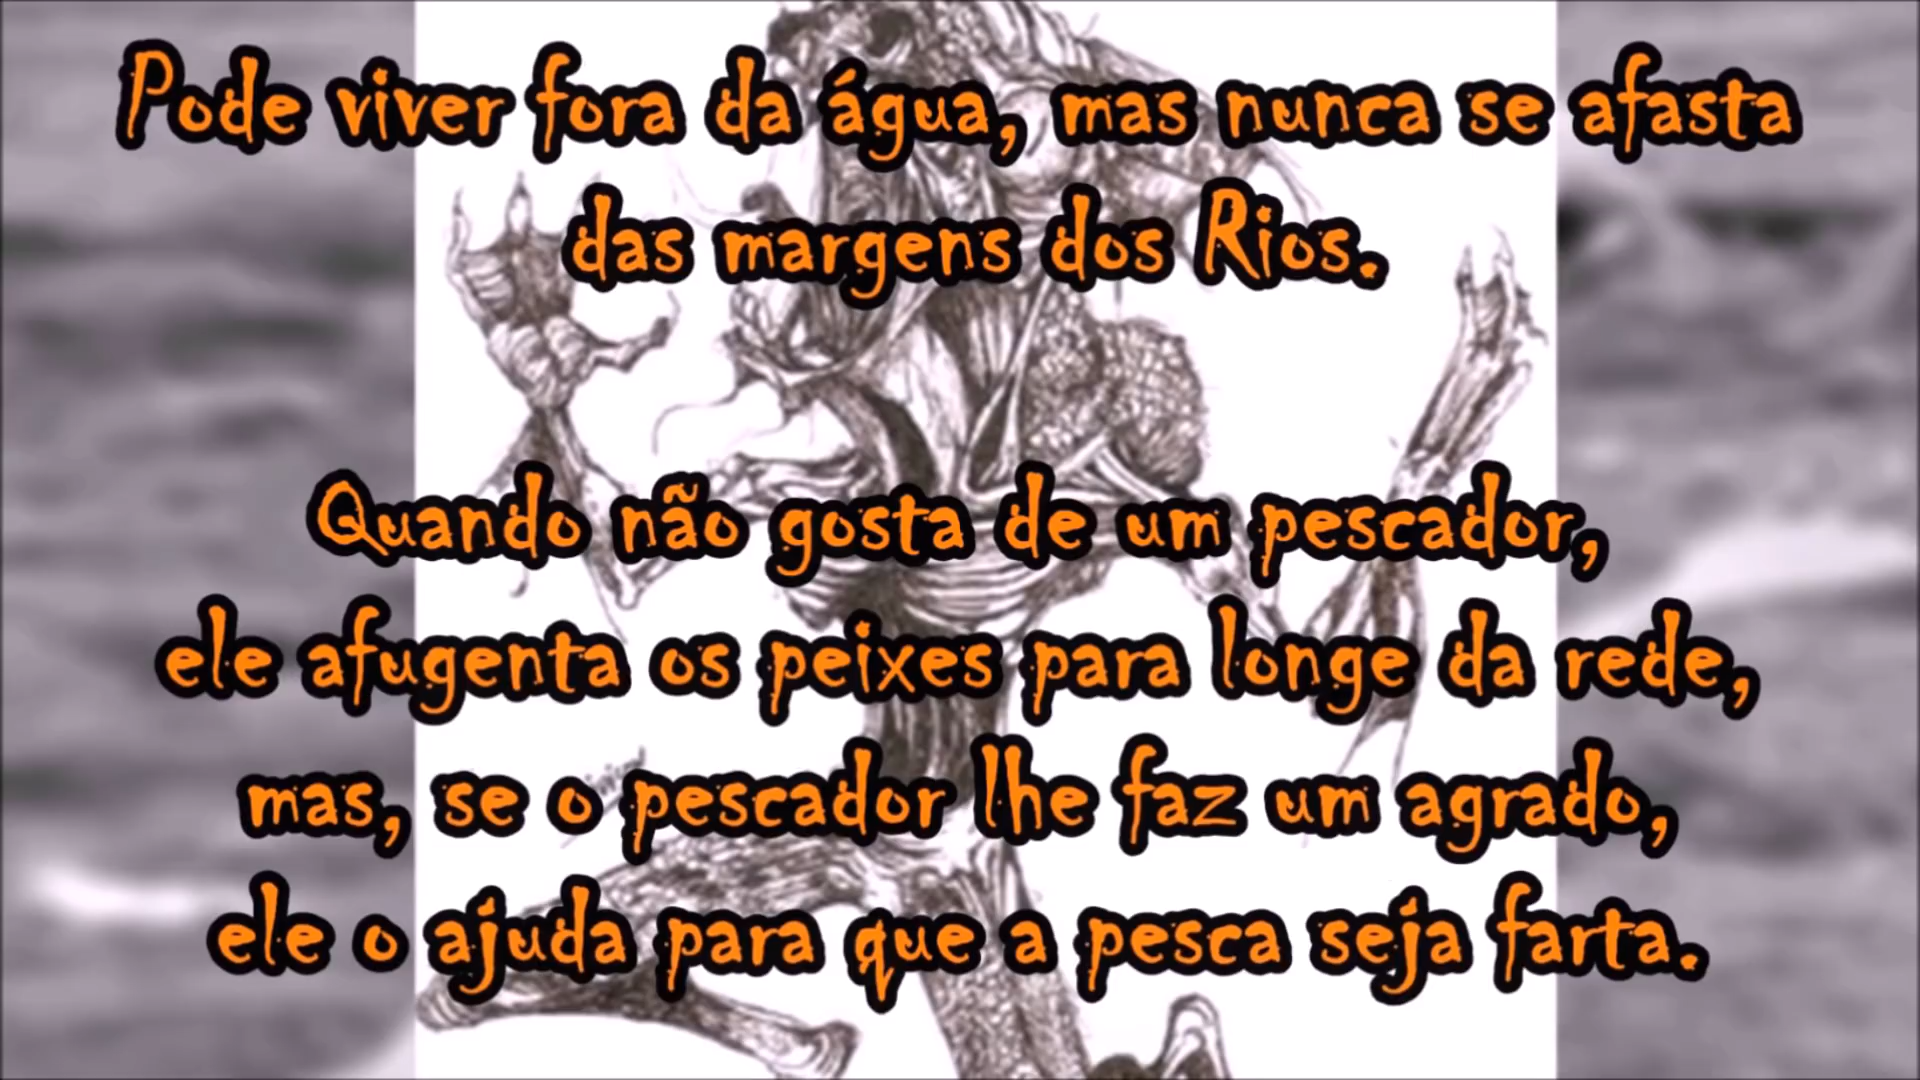 Pode viver fora da água, mas nunca se afasta
das margens dos Rios.
Quando não gosta de um pescador,
ele afugenta os peixes para longe da rede,
mas, se o pescador lhe faz um agrado,
ele o ajuda para que a pesca seja farta.